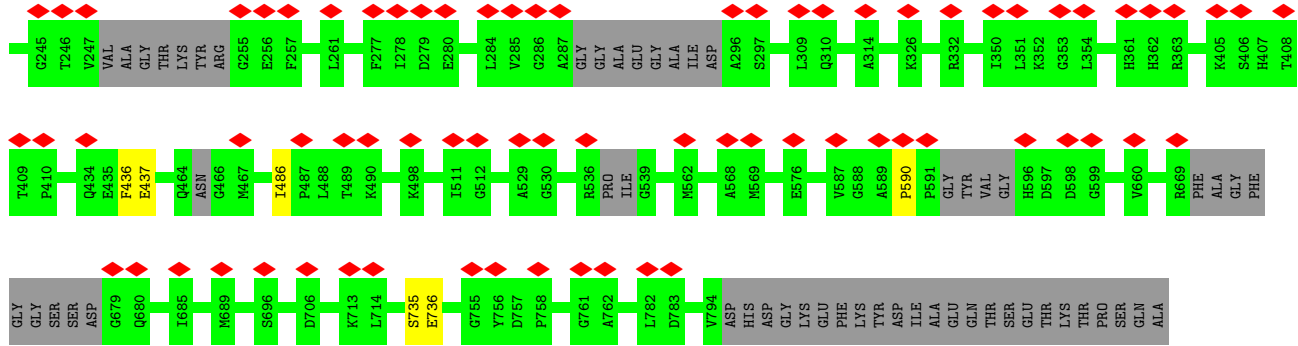 G245 T246 V247 VAL ALA GLY THR LYS TYR ARG G255 E256 F257 L261 F277 I278 D279 E280 L284 V285 G286 A287 GLY GLY ALA GLU GLY ALA ILE ASP A296 S297 L309 Q310 A314 K326 R332 I350 L351 K352 G353 L354 H361 H362 R363 K405 S406 H407 T408
T409 P410 Q434 E435 F436 E437 Q464 ASN G466 M467 I486 P487 L488 T489 K490 K498 I511 G512 A529 G530 R536 PRO ILE G539 M562 A568 M569 E576 V587 G588 A589 P590 P591 GLY TYR VAL GLY H596 D597 D598 G599 V660 R669 PHE ALA GLY PHE
GLY GLY SER SER ASP G679 Q680 I685 M689 S696 D706 K713 L714 S735 E736 G755 Y756 D757 P758 G761 A762 L782 D783 V794 ASP HIS ASP GLY LYS GLU PHE LYS TYR ASP ILE ALA GLU GLN THR SER GLU THR LYS THR PRO SER GLN ALA